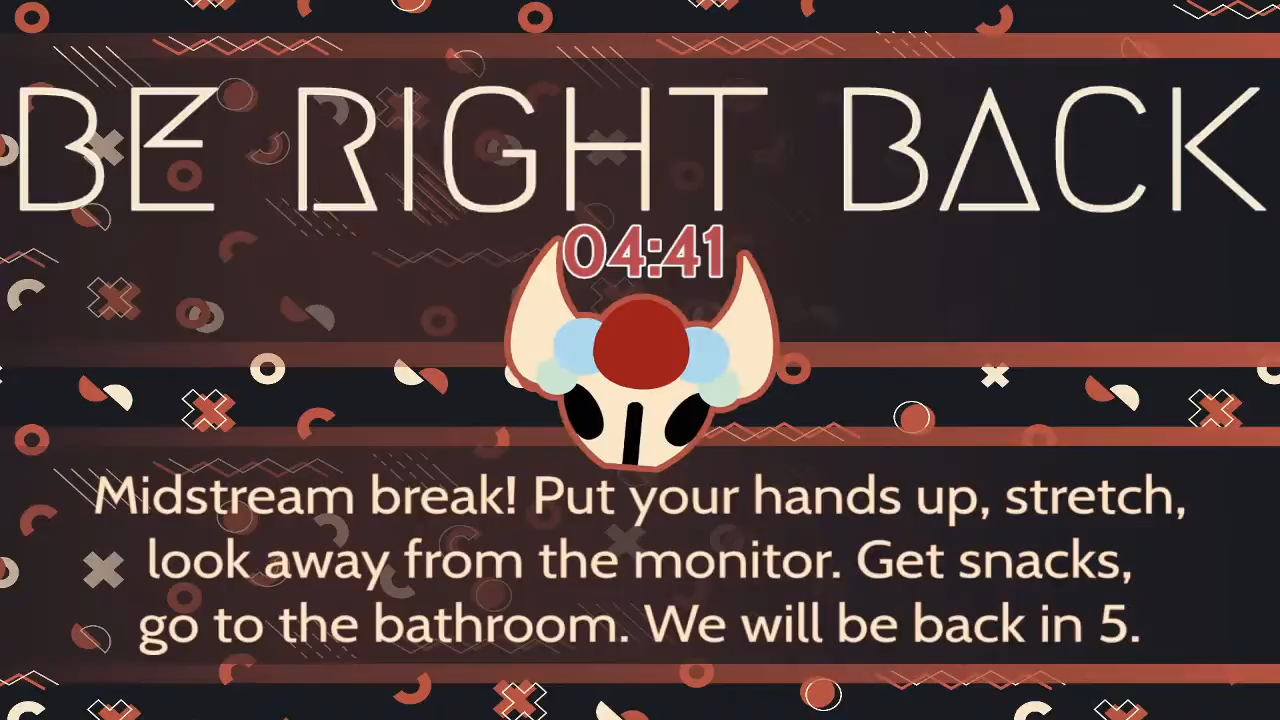 BE RIGHT BACK
04:41
Midstream break! Put your hands up, stretch,
look away from the monitor. Get snacks,
go to the bathroom. We will be back in 5.